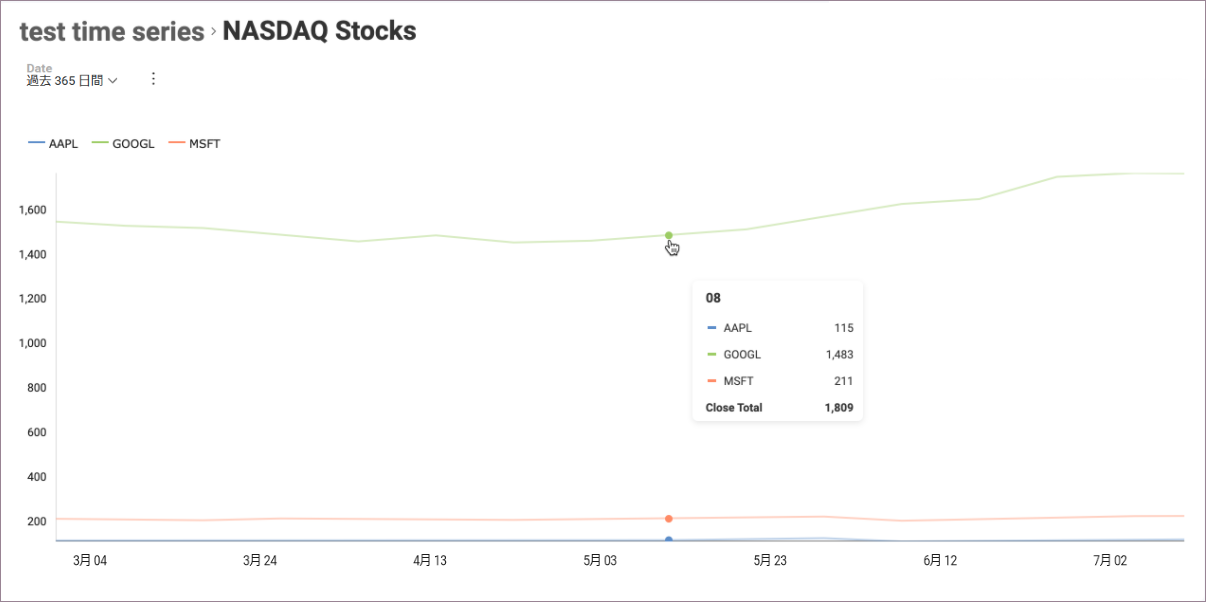 test time series › NASDAQ Stocks
Date
過去 365 日間
AAPL GOOGL MSFT
1,600
1,400
1,200
1,000
800
600
400
200
08
AAPL 115
GOOGL 1,483
MSFT 211
Close Total 1,809
3月 04 3月 24 4月 13 5月 03 5月 23 6月 12 7月 02